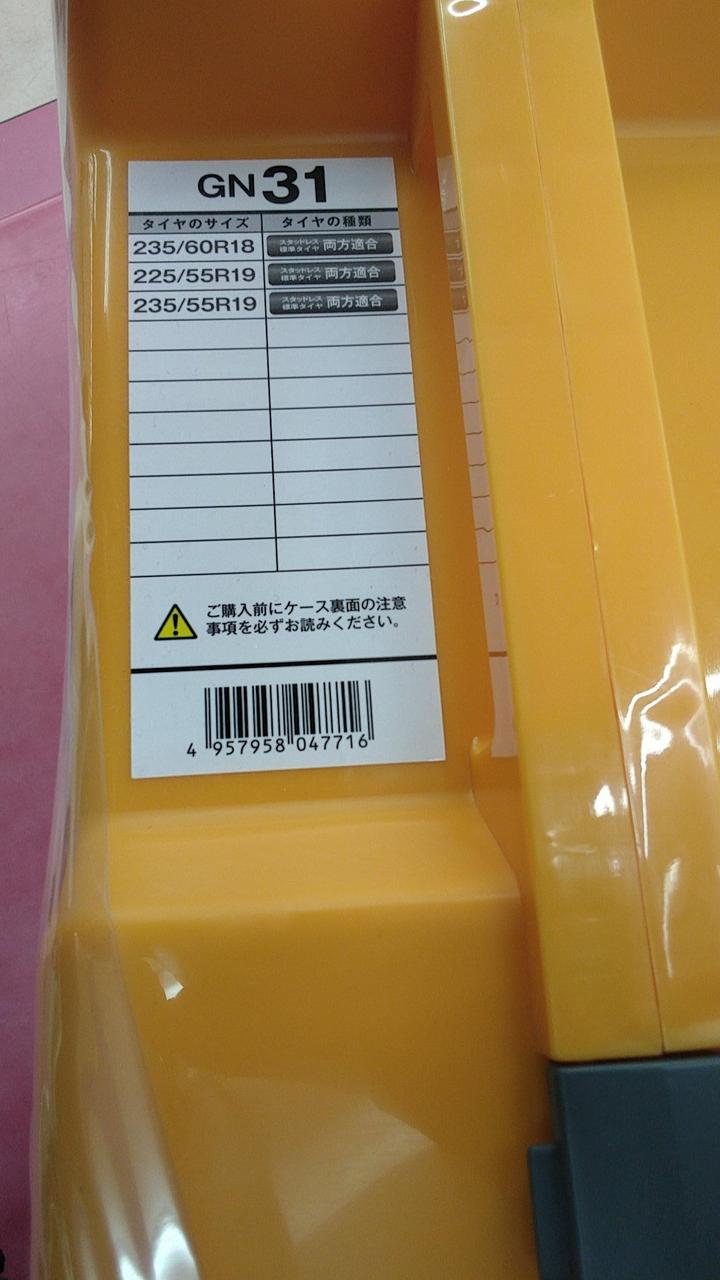 GN31
タイヤのサイズ タイヤの種類
235/60R18 スタッドレス 標準タイヤ 両方適合
225/55R19 スタッドレス 標準タイヤ 両方適合
235/55R19 スタッドレス 標準タイヤ 両方適合
ご購入前にケース裏面の注意
事項を必ずお読みください。
4 957958 047716